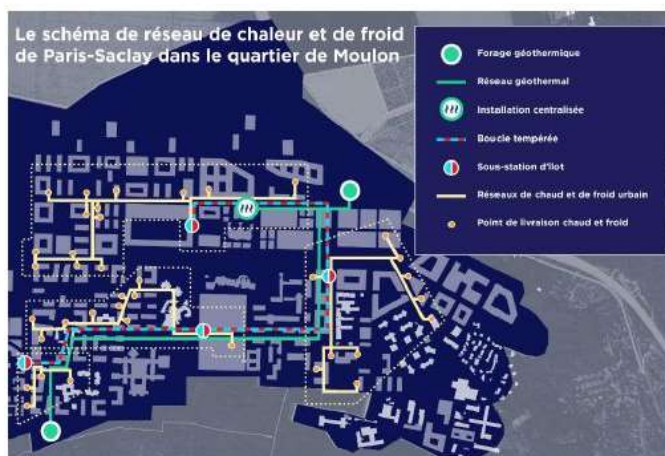 Le schéma de réseau de chaleur et de froid
de Paris-Saclay dans le quartier de Moulon
Forage géothermique
Réseau géothermal
Installation centralisée
Boucle tempérée
Sous-station d'îlot
Réseaux de chaud et de froid urbain
Point de livraison chaud et froid